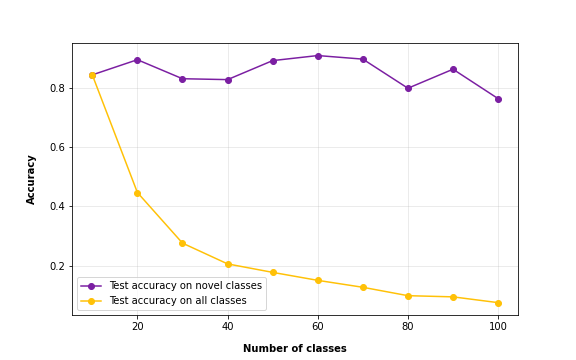 0.8
0.6
0.4
0.2
Accuracy
Test accuracy on novel classes
Test accuracy on all classes
20 40 60 80 100
Number of classes